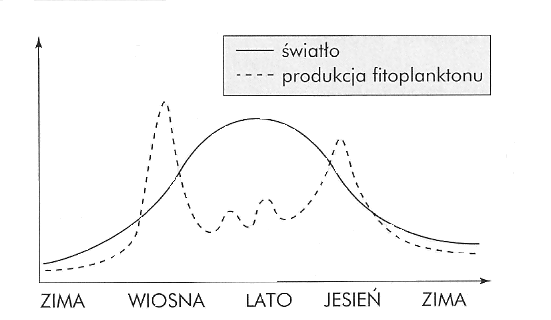 światło
produkcja fitoplanktonu
ZIMA WIOSNA LATO JESIEŃ ZIMA